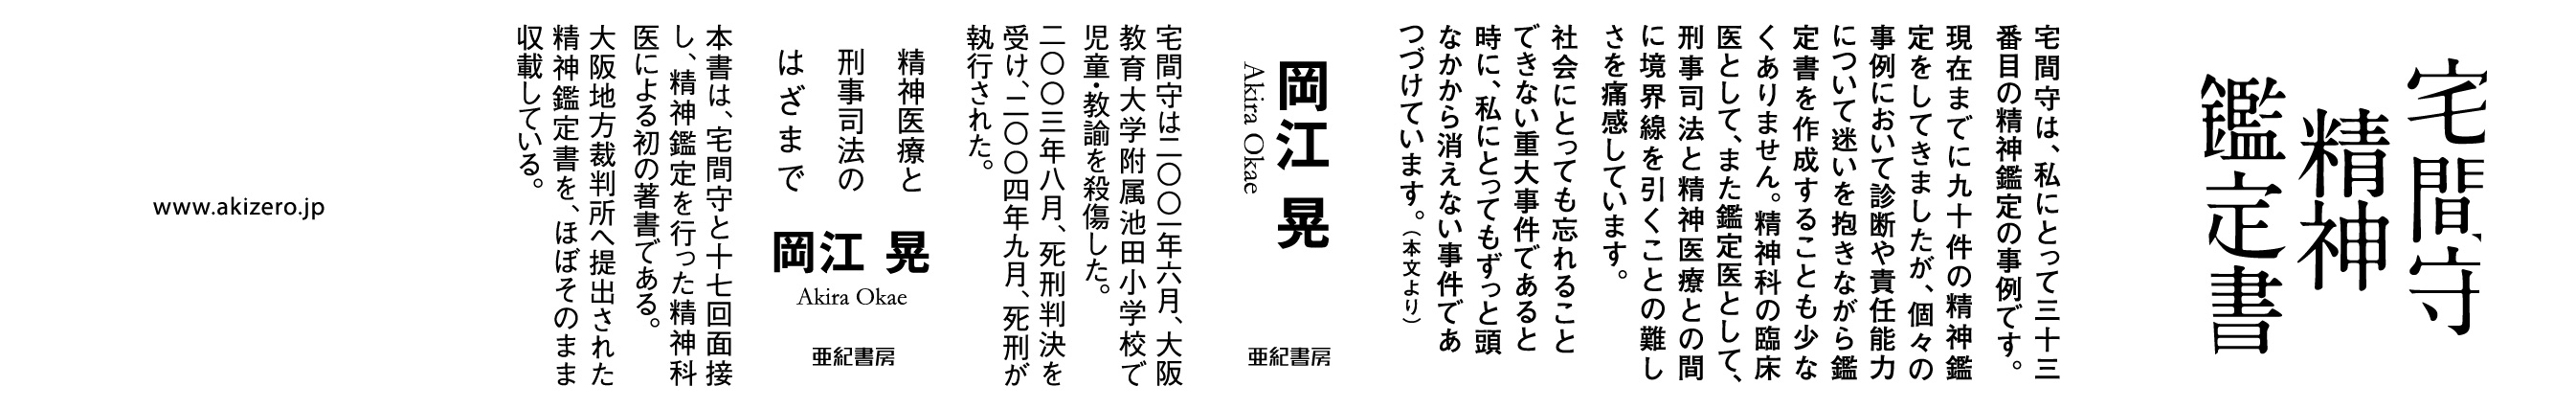 宅間守
精神
鑑定書
宅間守は、私にとって三十三
番目の精神鑑定の事例です。
現在までに九十件の精神鑑
定をしてきましたが、個々の
事例において診断や責任能力
について迷いを抱きながら鑑
定書を作成することも少な
くありません。精神科の臨床
医として、また鑑定医として、
刑事司法と精神医療との間
に境界線を引くことの難し
さを痛感しています。
社会にとっても忘れること
できない重大事件であると
時に、私にとってもずっと頭
なかから消えない事件であ
つづけています。（本文より）
岡江 晃
Akira Okae
亜紀書房
宅間守は二〇〇一年六月、大阪
教育大学附属池田小学校で
児童・教諭を殺傷した。
二〇〇三年八月、死刑判決を
受け、二〇〇四年九月、死刑が
執行された。
精神医療と
刑事司法の
はざまで
岡江 晃
Akira Okae
亜紀書房
本書は、宅間守と十七回面接
し、精神鑑定を行った精神科
医による初の著書である。
大阪地方裁判所へ提出された
精神鑑定書を、ほぼそのまま
収載している。
www.akizero.jp